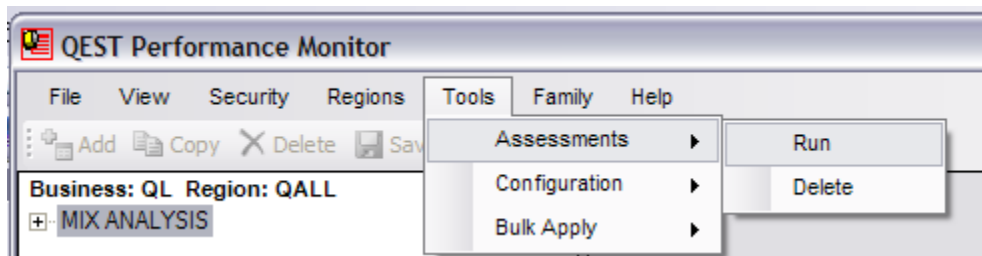 QEST Performance Monitor
File View Security Regions Tools Family Help
Add Copy Delete Sav
Assessments Run
Business: QL Region: QALL
Configuration Delete
MIX ANALYSIS
Bulk Apply